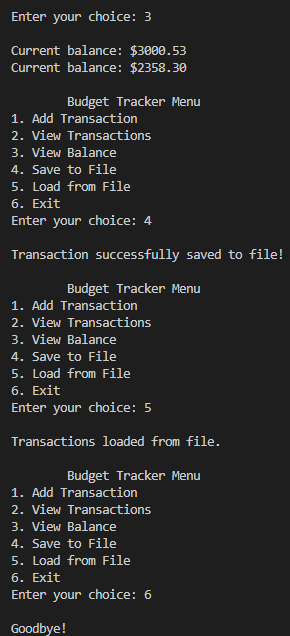 Enter your choice: 3
Current balance: $3000.53
Current balance: $2358.30
Budget Tracker Menu
1. Add Transaction
2. View Transactions
3. View Balance
4. Save to File
5. Load from File
6. Exit
Enter your choice: 4
Transaction successfully saved to file!
Budget Tracker Menu
1. Add Transaction
2. View Transactions
3. View Balance
4. Save to File
5. Load from File
6. Exit
Enter your choice: 5
Transactions loaded from file.
Budget Tracker Menu
1. Add Transaction
2. View Transactions
3. View Balance
4. Save to File
5. Load from File
6. Exit
Enter your choice: 6
Goodbye!